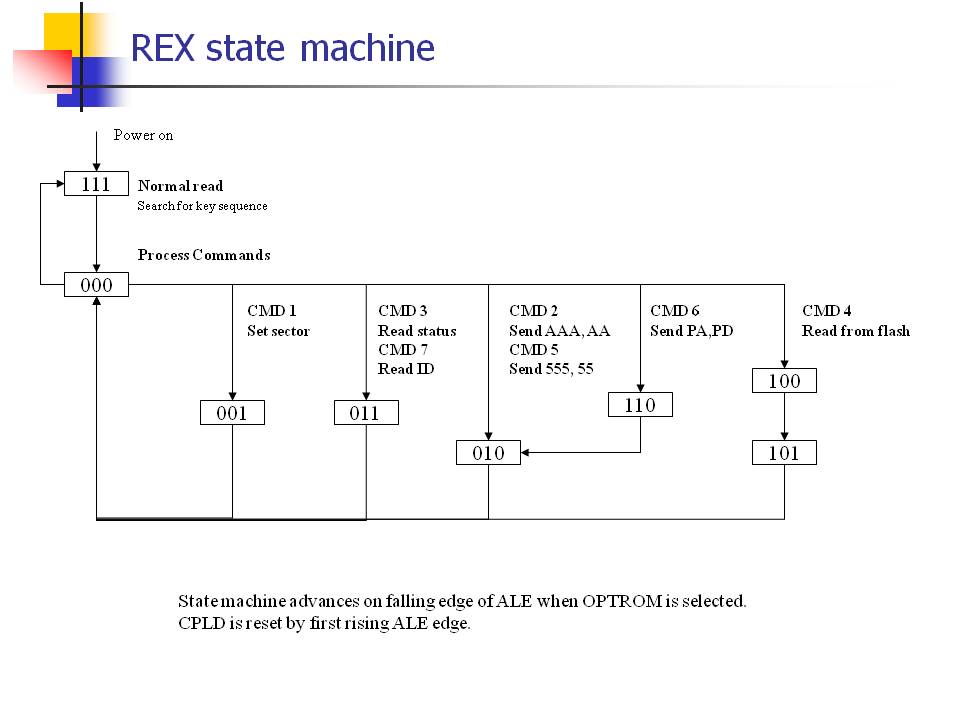 REX state machine
Power on
111
Normal read
Search for key sequence
Process Commands
000
CMD 1
Set sector
CMD 3
Read status
CMD 7
Read ID
CMD 2
Send AAA, AA
CMD 5
Send 555, 55
CMD 6
Send PA,PD
CMD 4
Read from flash
100
110
001
011
010
101
State machine advances on falling edge of ALE when OPTROM is selected.
CPLD is reset by first rising ALE edge.